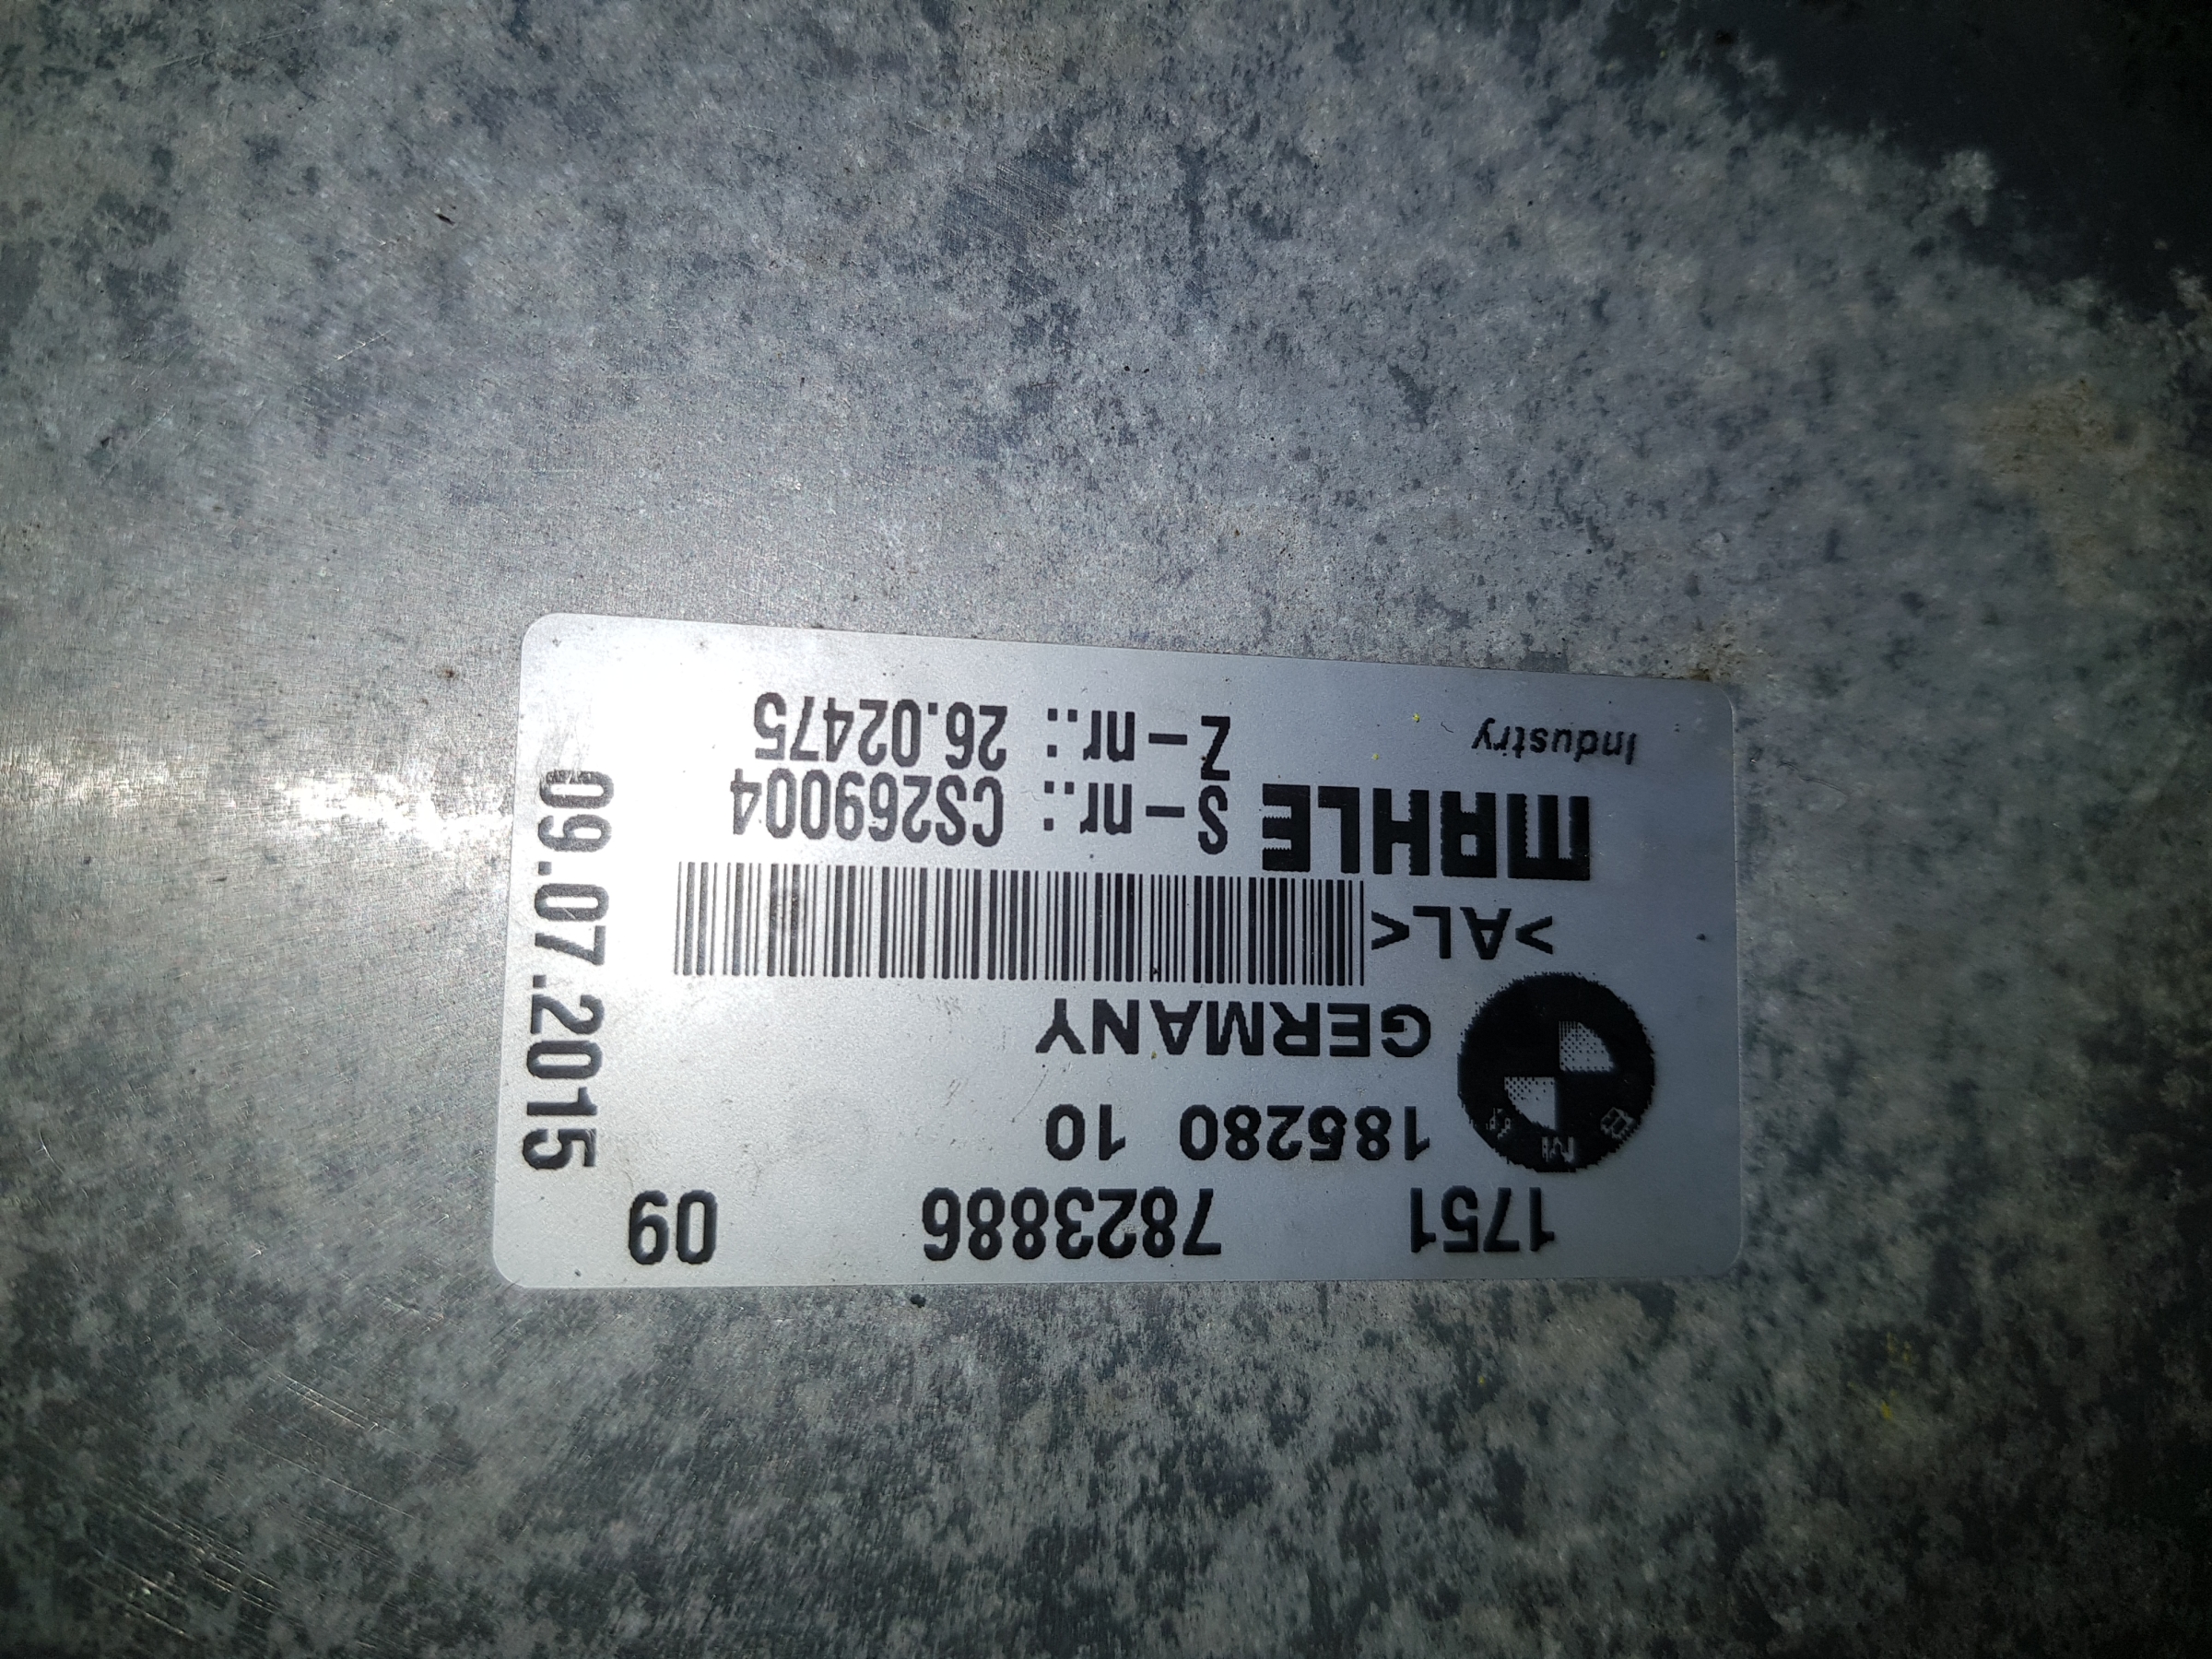 1751 7823886 09
185280 10
GERMANY
>AL<
MAHLE
Industry
S-nr.: CS269004
Z-nr.: 26.02475
09.07.2015